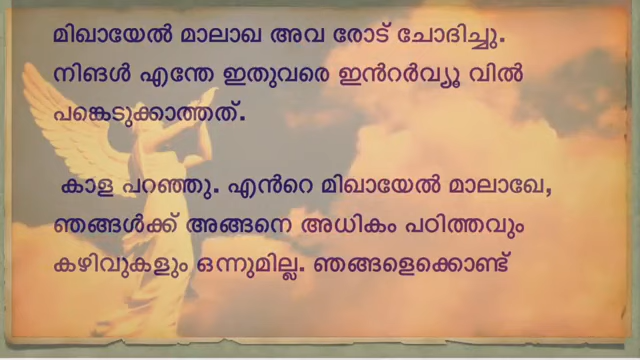 മിഖായേൽ മാലാഖ അവ രോട് ചോദിച്ചു.
നിങൾ എന്തേ ഇതുവരെ ഇൻറർവ്യൂ വിൽ
പങ്കെടുക്കാത്തത്.
കാള പറഞ്ഞു. എൻറെ മിഖായേൽ മാലാഖേ,
ഞങ്ങൾക്ക് അങ്ങനെ അധികം പഠിത്തവും
കഴിവുകളും ഒന്നുമില്ല. ഞങ്ങളെക്കൊണ്ട്